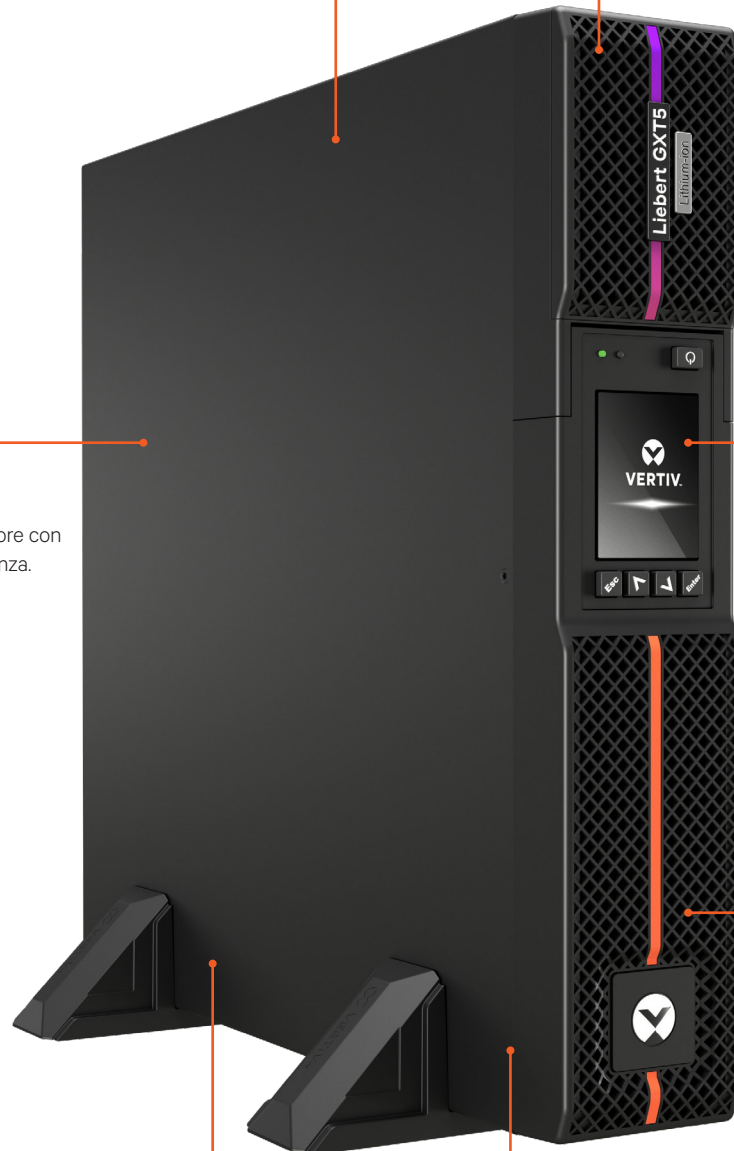 Liebert GXT5
Lithium-ion
VERTIV.
ore con
nza.
Esc
Enter